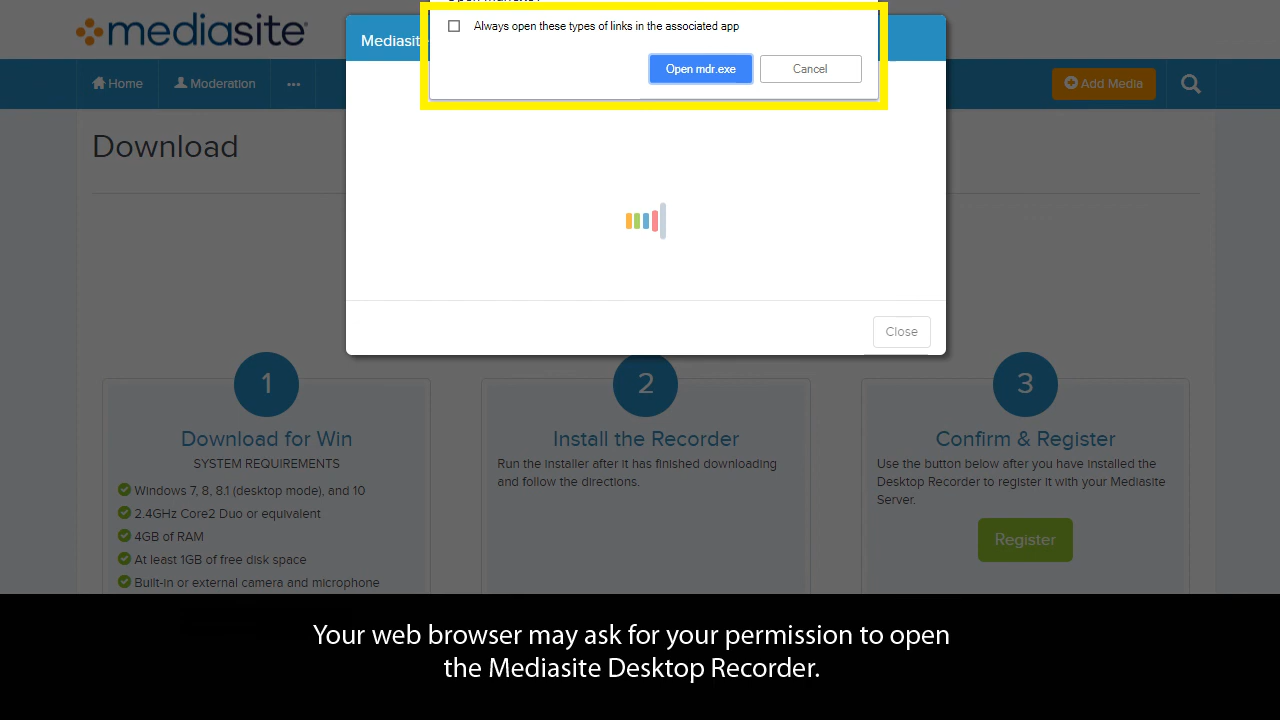 mediasite
Always open these types of links in the associated app
Mediasit
Open mdr.exe
Cancel
Home
Moderation
Add Media
Download
Close
1
Download for Win
SYSTEM REQUIREMENTS
Windows 7, 8, 8.1 (desktop mode), and 10
2.4GHz Core2 Duo or equivalent
4GB of RAM
At least 1GB of free disk space
Built-in or external camera and microphone
2
Install the Recorder
Run the installer after it has finished downloading
and follow the directions.
3
Confirm & Register
Use the button below after you have installed the
Desktop Recorder to register it with your Mediasite
Server.
Register
Your web browser may ask for your permission to open
the Mediasite Desktop Recorder.